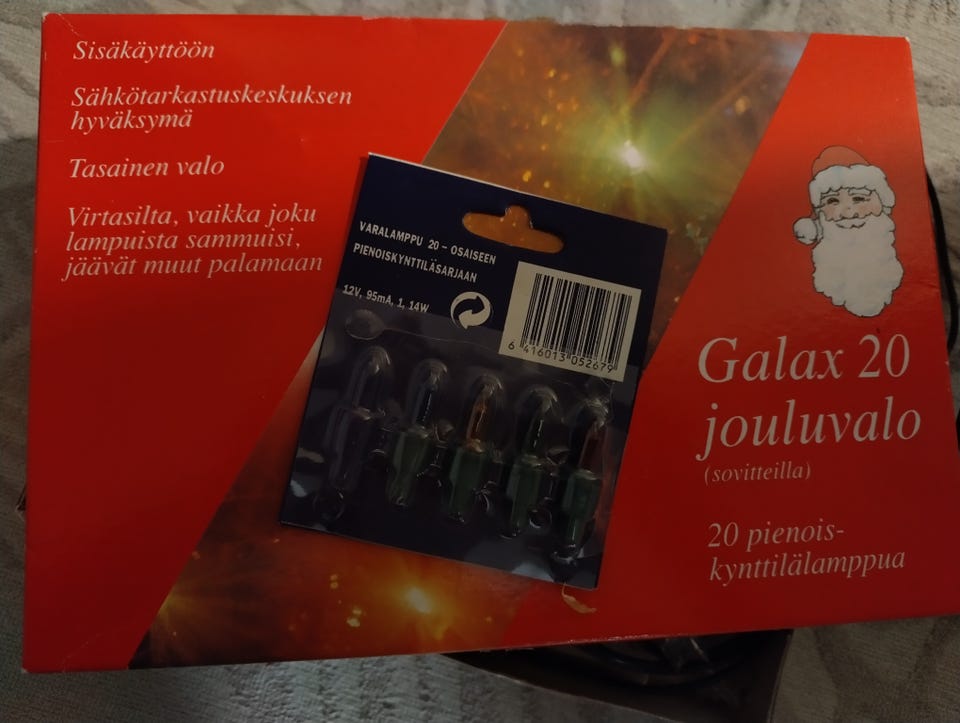 Sisäkäyttöön
Sähkötarkastuskeskuksen
hyväksymä
Tasainen valo
Virtasilta, vaikka joku
lampuista sammuisi,
jäävät muut palamaan
VARALAMPPU 20 - OSAISEEN
PIENOISKYNTTILÄSARJAAN
12V, 95mA, 1, 14W
6 416013 052679
Galax 20
jouluvalo
(sovitteilla)
20 pienois-
kynttilälamppua